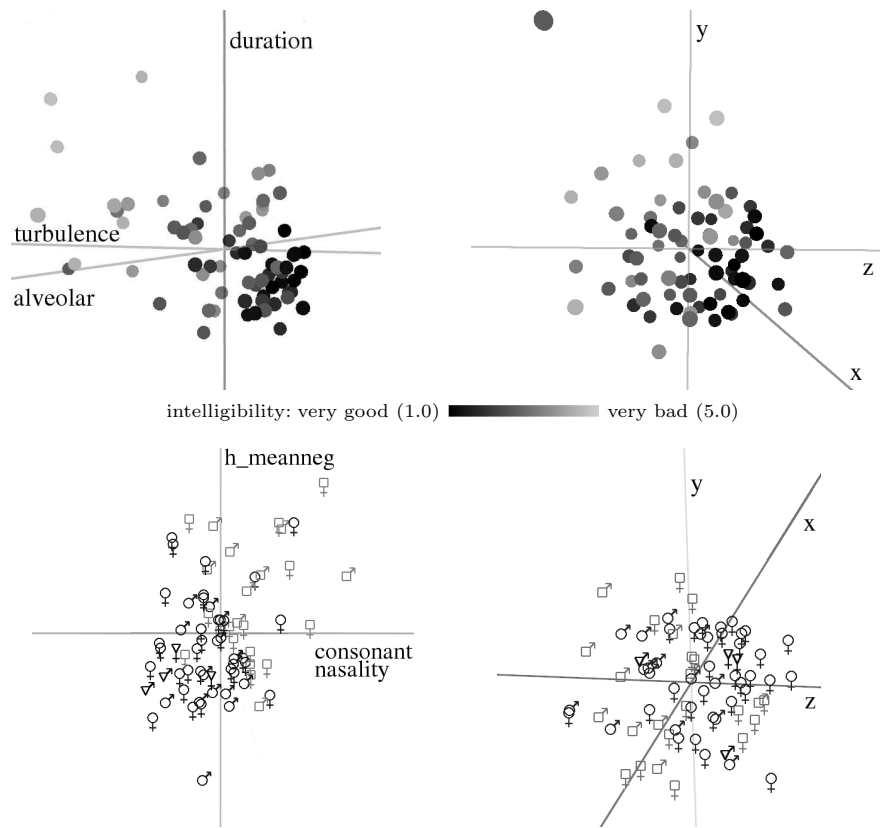 duration
turbulence
alveolar
y
z
x
intelligibility: very good (1.0) very bad (5.0)
h_meanneg
consonant
nasality
y
x
z